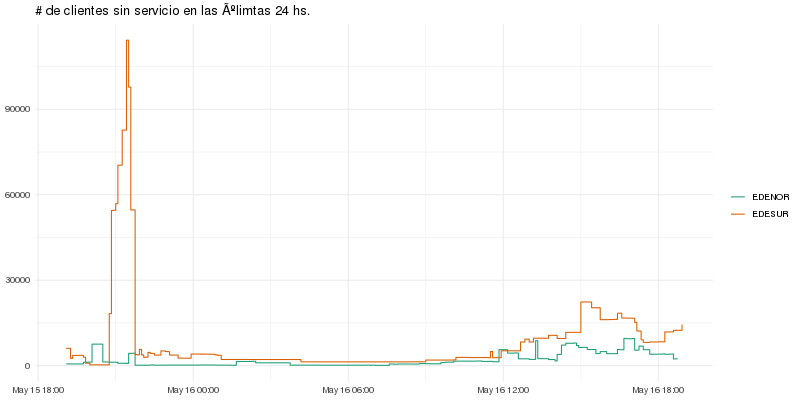 # de clientes sin servicio en las Ãºlimtas 24 hs.
90000
60000
30000
0
May 15 18:00
May 16 00:00
May 16 06:00
May 16 12:00
May 16 18:00
EDENOR
EDESUR